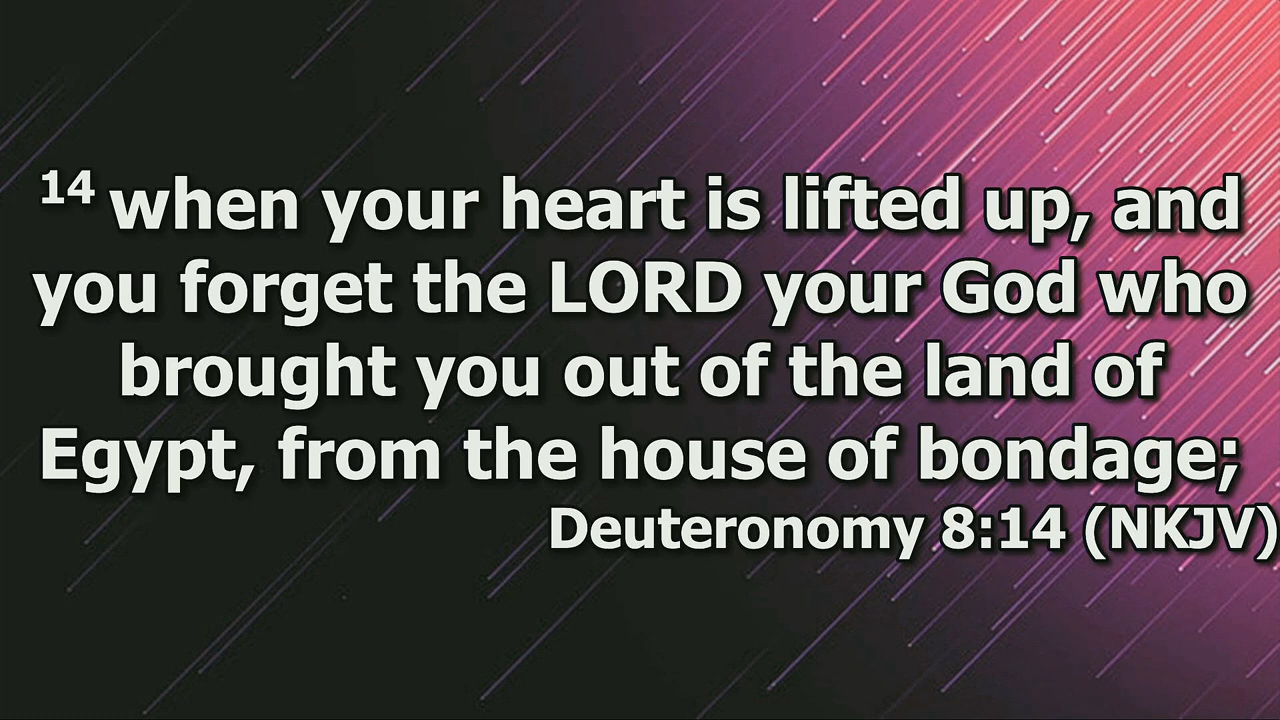 14 when your heart is lifted up, and
you forget the LORD your God who
brought you out of the land of
Egypt, from the house of bondage;
Deuteronomy 8:14 (NKJV)